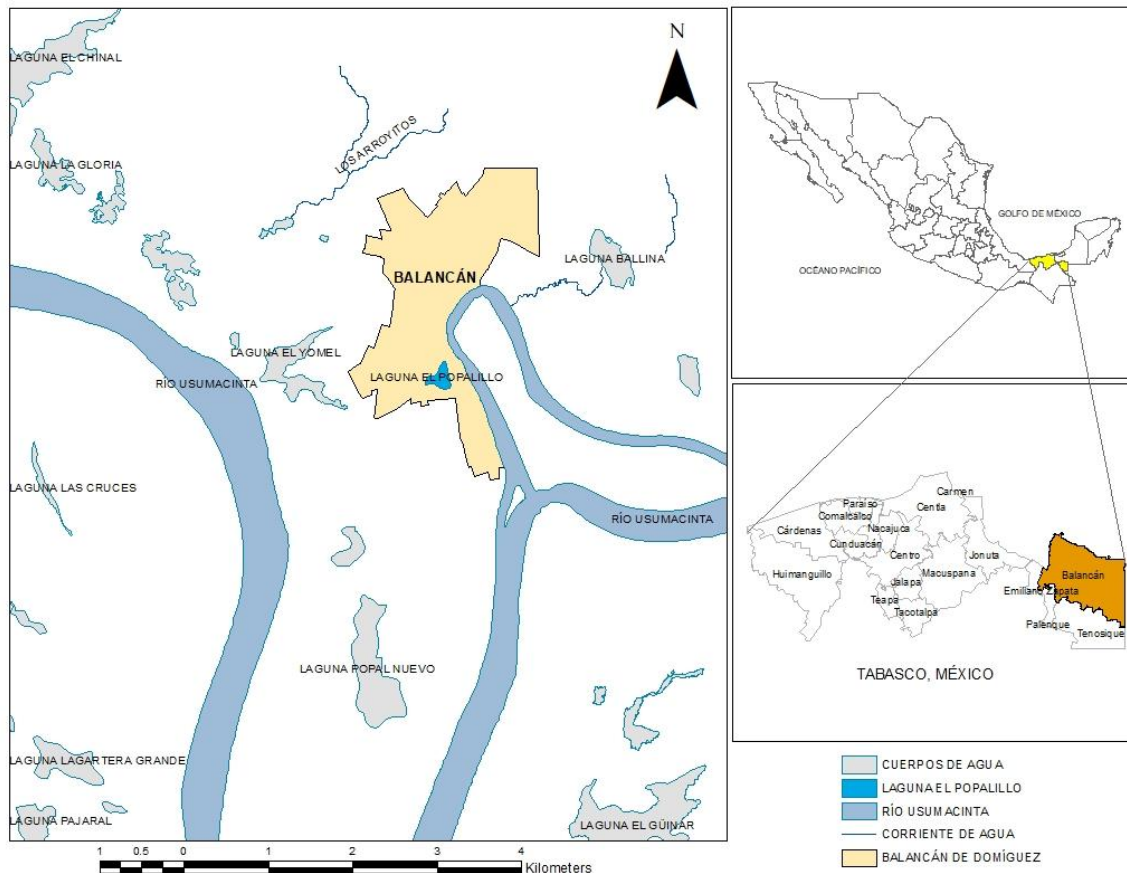 LAGUNA EL CHINAL
N
LOS ARROYITOS
LAGUNA LA GLORIA
BALANCÁN
LAGUNA BALLINA
LAGUNA EL YOMEL
RÍO USUMACINTA
LAGUNA EL POPALILLO
LAGUNA LAS CRUCES
RÍO USUMACINTA
LAGUNA POPAL NUEVO
LAGUNA LAGARTERA GRANDE
LAGUNA PAJARAL
LAGUNA EL GÜINAR
1 0.5 0 1 2 3 4
Kilometers
GOLFO DE MÉXICO
OCÉANO PACÍFICO
Carmen
Paraiso
Centla
Comalcalco
Nacajuca
Cárdenas
Cunduacán
Centro
Jonuta
Huimanguillo
Macuspana
Balancán
Jalapa
Emiliano Zapata
Teapa
Tacotalpa
Palenque
Tenosique
TABASCO, MÉXICO
CUERPOS DE AGUA
LAGUNA EL POPALILLO
RÍO USUMACINTA
CORRIENTE DE AGUA
BALANCÁN DE DOMÍGUEZ